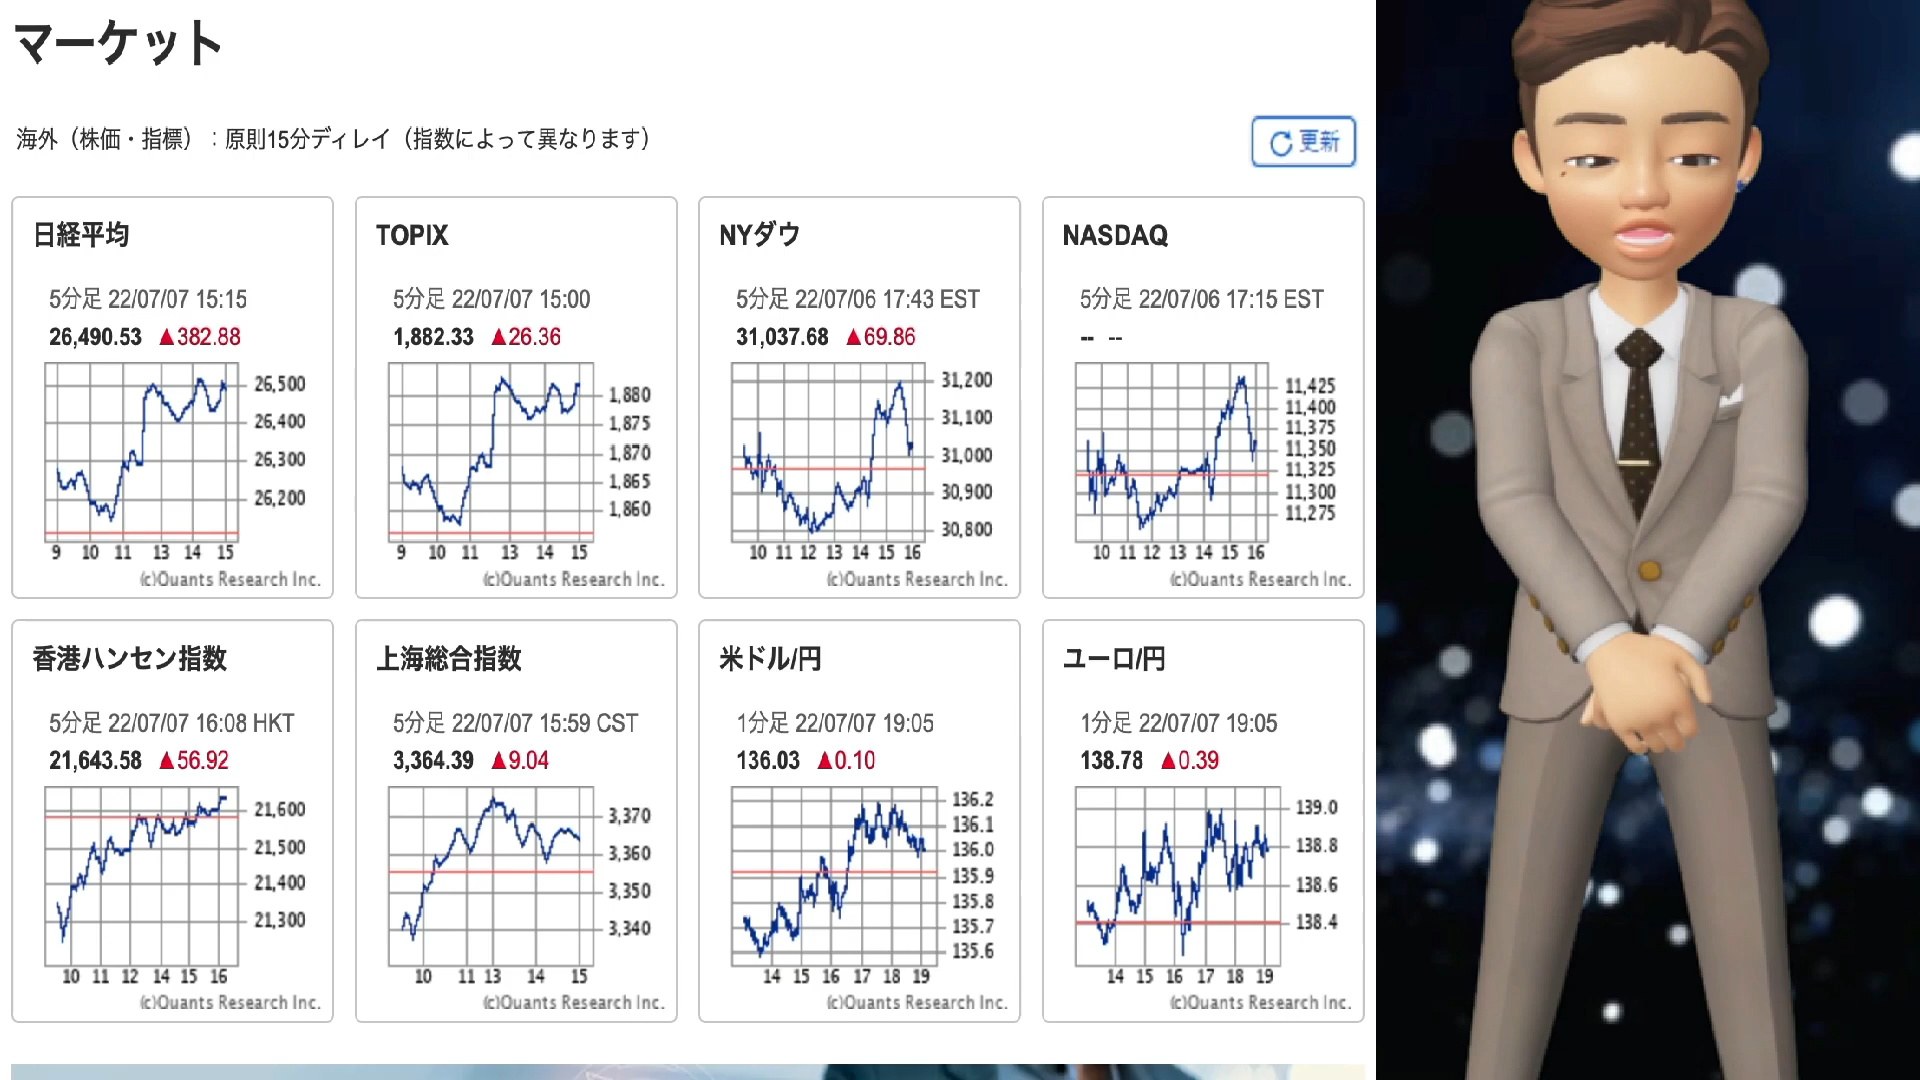 マーケット
海外（株価・指標）：原則15分ディレイ（指数によって異なります）
更新
日経平均
5分足 22/07/07 15:15
26,490.53 ▲382.88
26,500
26,400
26,300
26,200
9 10 11 13 14 15
(c)Quants Research Inc.
TOPIX
5分足 22/07/07 15:00
1,882.33 ▲26.36
1,880
1,875
1,870
1,865
1,860
9 10 11 13 14 15
(c)Quants Research Inc.
NYダウ
5分足 22/07/06 17:43 EST
31,037.68 ▲69.86
31,200
31,100
31,000
30,900
30,800
10 11 12 13 14 15 16
(c)Quants Research Inc.
NASDAQ
5分足 22/07/06 17:15 EST
-- --
11,425
11,400
11,375
11,350
11,325
11,300
11,275
10 11 12 13 14 15 16
(c)Quants Research Inc.
香港ハンセン指数
5分足 22/07/07 16:08 HKT
21,643.58 ▲56.92
21,600
21,500
21,400
21,300
10 11 12 14 15 16
(c)Quants Research Inc.
上海総合指数
5分足 22/07/07 15:59 CST
3,364.39 ▲9.04
3,370
3,360
3,350
3,340
10 11 13 14 15
(c)Quants Research Inc.
米ドル/円
1分足 22/07/07 19:05
136.03 ▲0.10
136.2
136.1
136.0
135.9
135.8
135.7
135.6
14 15 16 17 18 19
(c)Quants Research Inc.
ユーロ/円
1分足 22/07/07 19:05
138.78 ▲0.39
139.0
138.8
138.6
138.4
14 15 16 17 18 19
(c)Quants Research Inc.